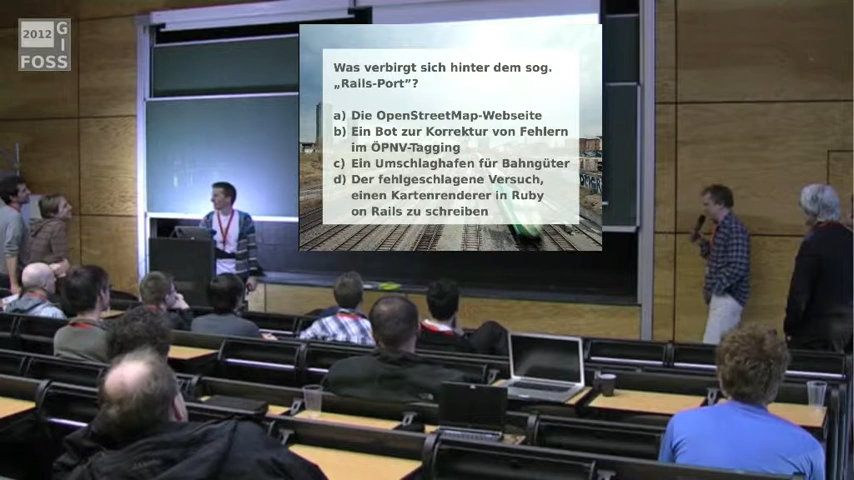 2012
GI
FOSS
Was verbirgt sich hinter dem sog.
„Rails-Port”?
a) Die OpenStreetMap-Webseite
b) Ein Bot zur Korrektur von Fehlern
im ÖPNV-Tagging
c) Ein Umschlaghafen für Bahngüter
d) Der fehlgeschlagene Versuch,
einen Kartenrenderer in Ruby
on Rails zu schreiben